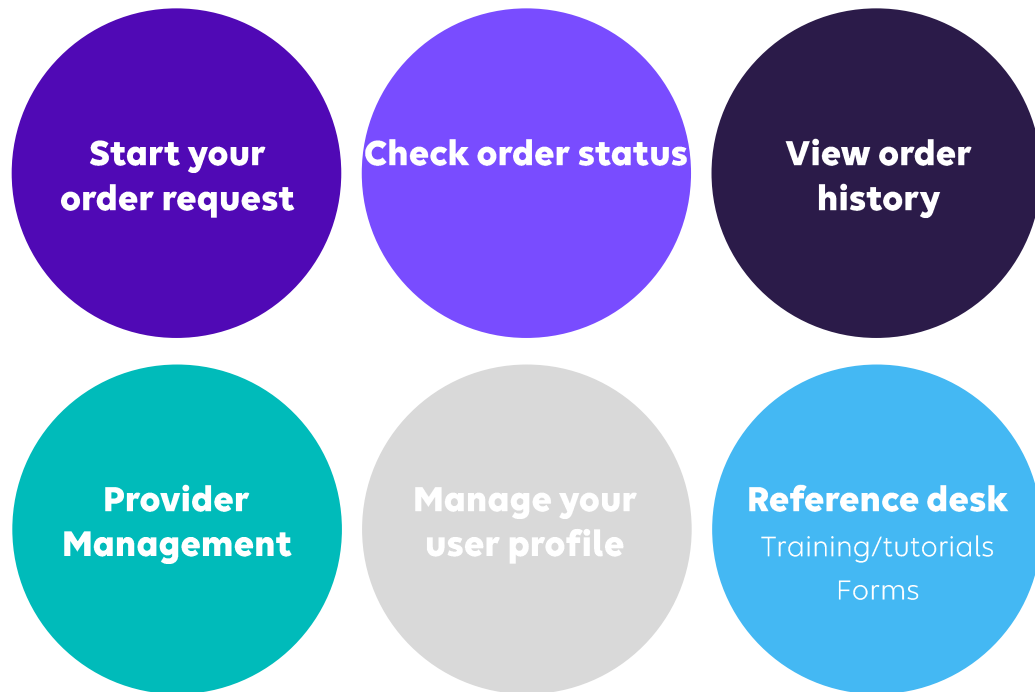 Start your
order request
Check order status
View order
history
Provider
Management
Manage your
user profile
Reference desk
Training/tutorials
Forms